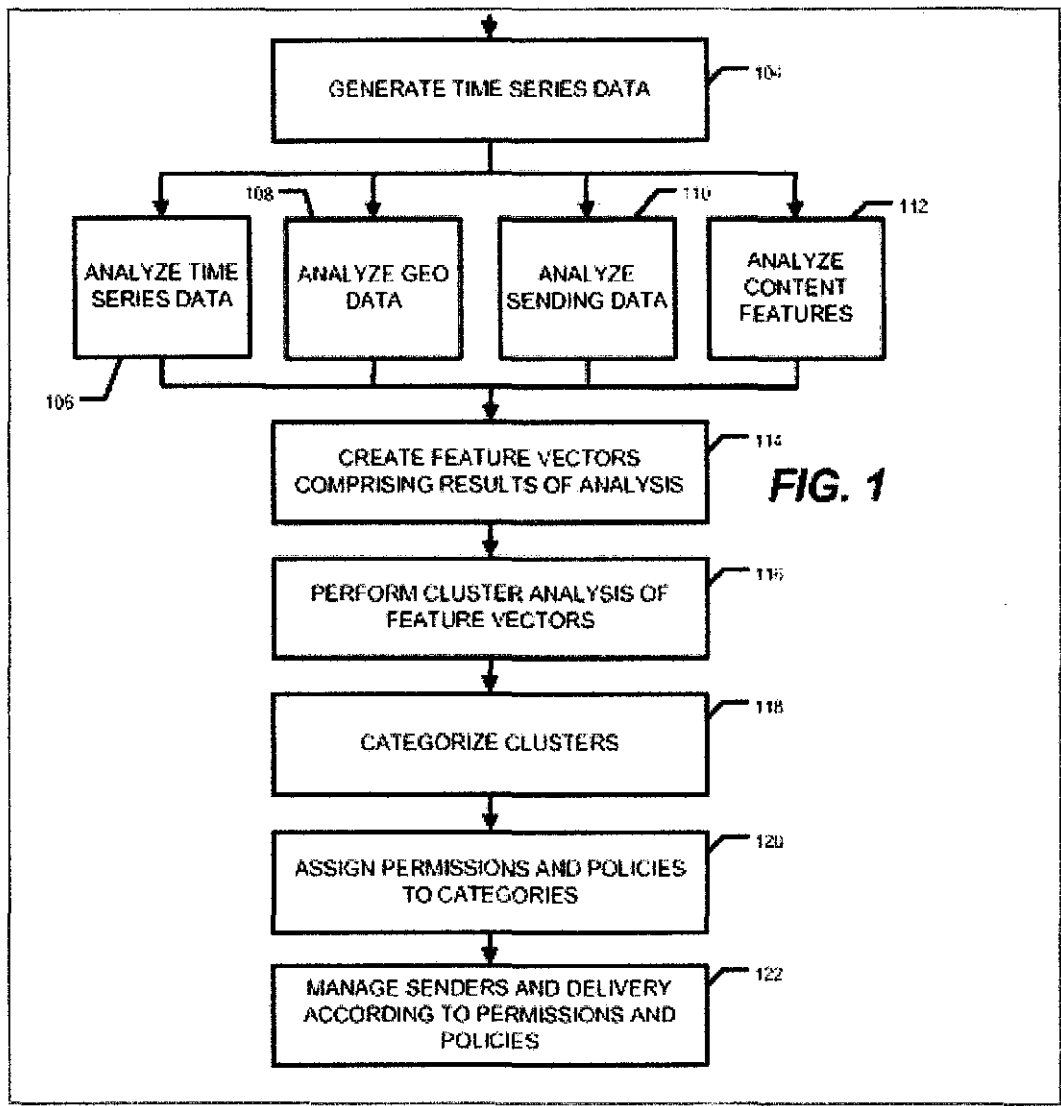 GENERATE TIME SERIES DATA
104
108
110
112
ANALYZE TIME
SERIES DATA
ANALYZE GEO
DATA
ANALYZE
SENDING DATA
ANALYZE
CONTENT
FEATURES
106
CREATE FEATURE VECTORS
COMPRISING RESULTS OF ANALYSIS
114
FIG. 1
PERFORM CLUSTER ANALYSIS OF
FEATURE VECTORS
116
CATEGORIZE CLUSTERS
118
ASSIGN PERMISSIONS AND POLICIES
TO CATEGORIES
120
MANAGE SENDERS AND DELIVERY
ACCORDING TO PERMISSIONS AND
POLICIES
122